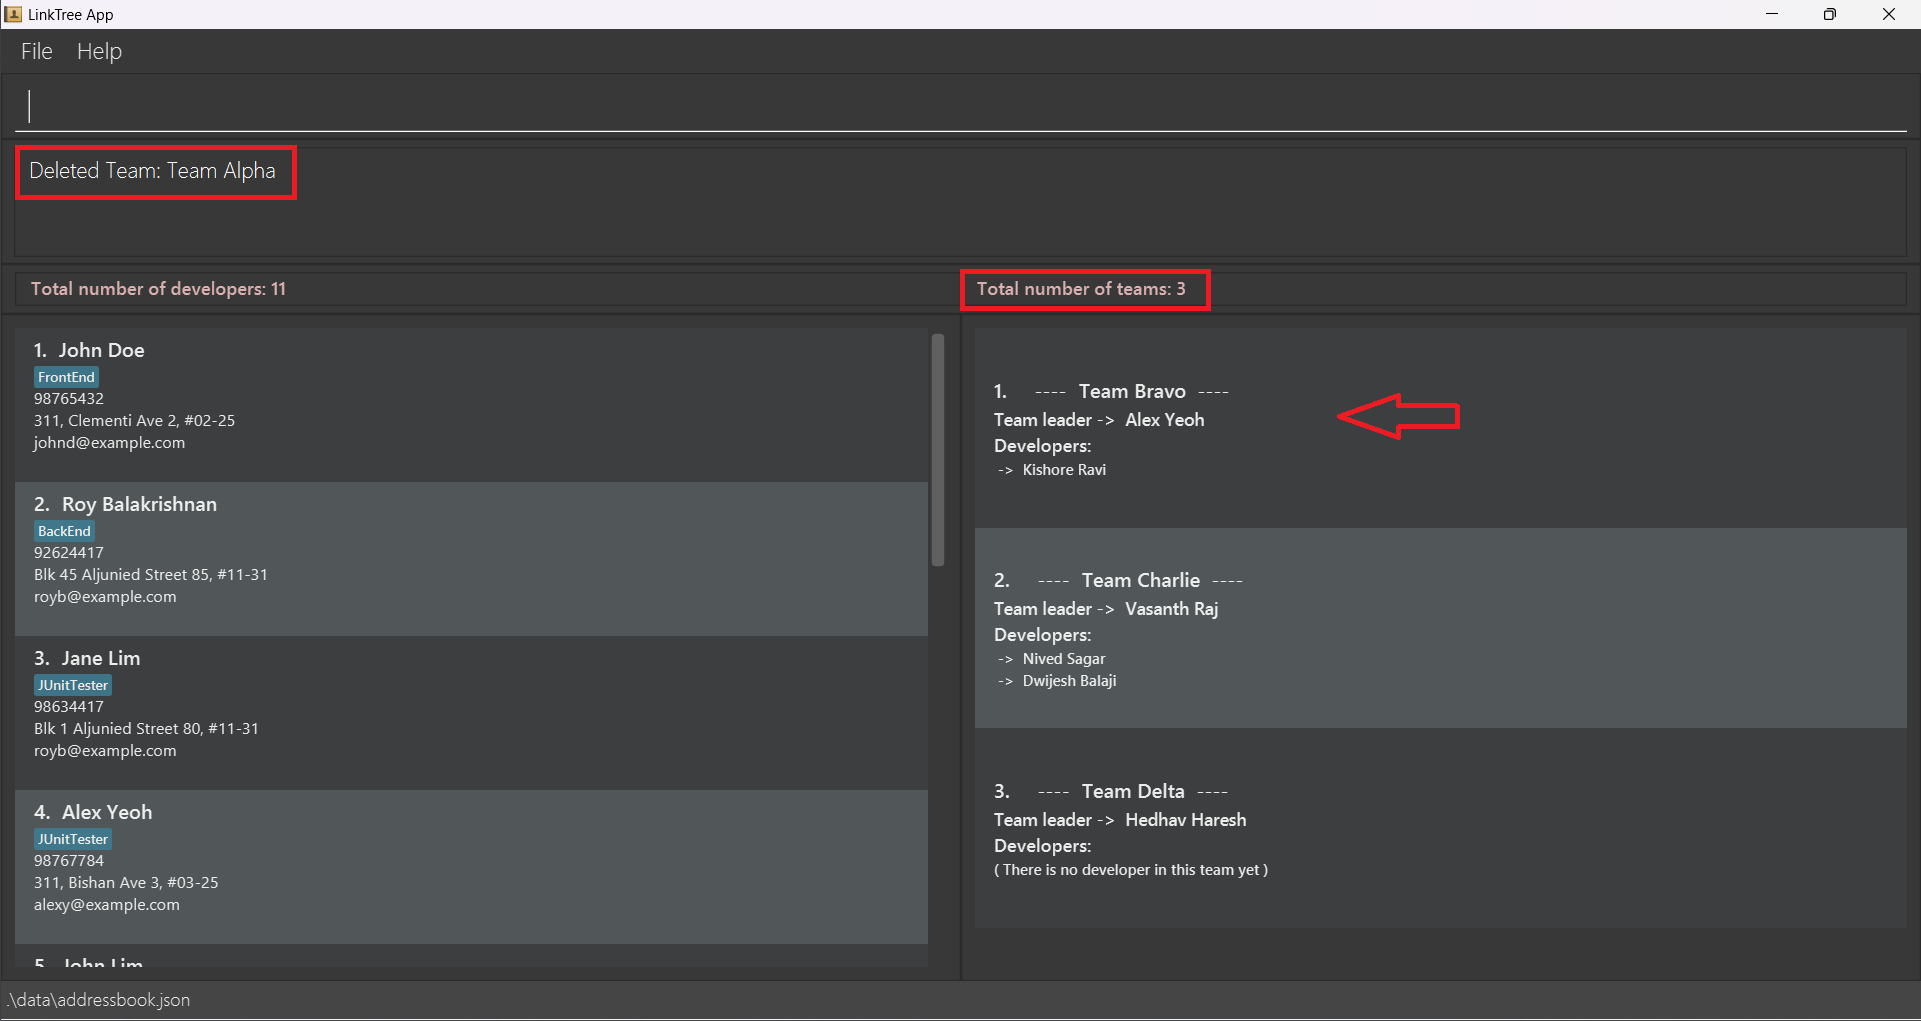 LinkTree App
File Help
Deleted Team: Team Alpha
Total number of developers: 11
Total number of teams: 3
1. John Doe
FrontEnd
98765432
311, Clementi Ave 2, #02-25
johnd@example.com
2. Roy Balakrishnan
BackEnd
92624417
Blk 45 Aljunied Street 85, #11-31
royb@example.com
3. Jane Lim
JUnitTester
98634417
Blk 1 Aljunied Street 80, #11-31
royb@example.com
4. Alex Yeoh
JUnitTester
98767784
311, Bishan Ave 3, #03-25
alexy@example.com
5. John Lim
1. ---- Team Bravo ----
Team leader -> Alex Yeoh
Developers:
-> Kishore Ravi
2. ---- Team Charlie ----
Team leader -> Vasanth Raj
Developers:
-> Nived Sagar
-> Dwijesh Balaji
3. ---- Team Delta ----
Team leader -> Hedhav Haresh
Developers:
( There is no developer in this team yet )
.\data\addressbook.json